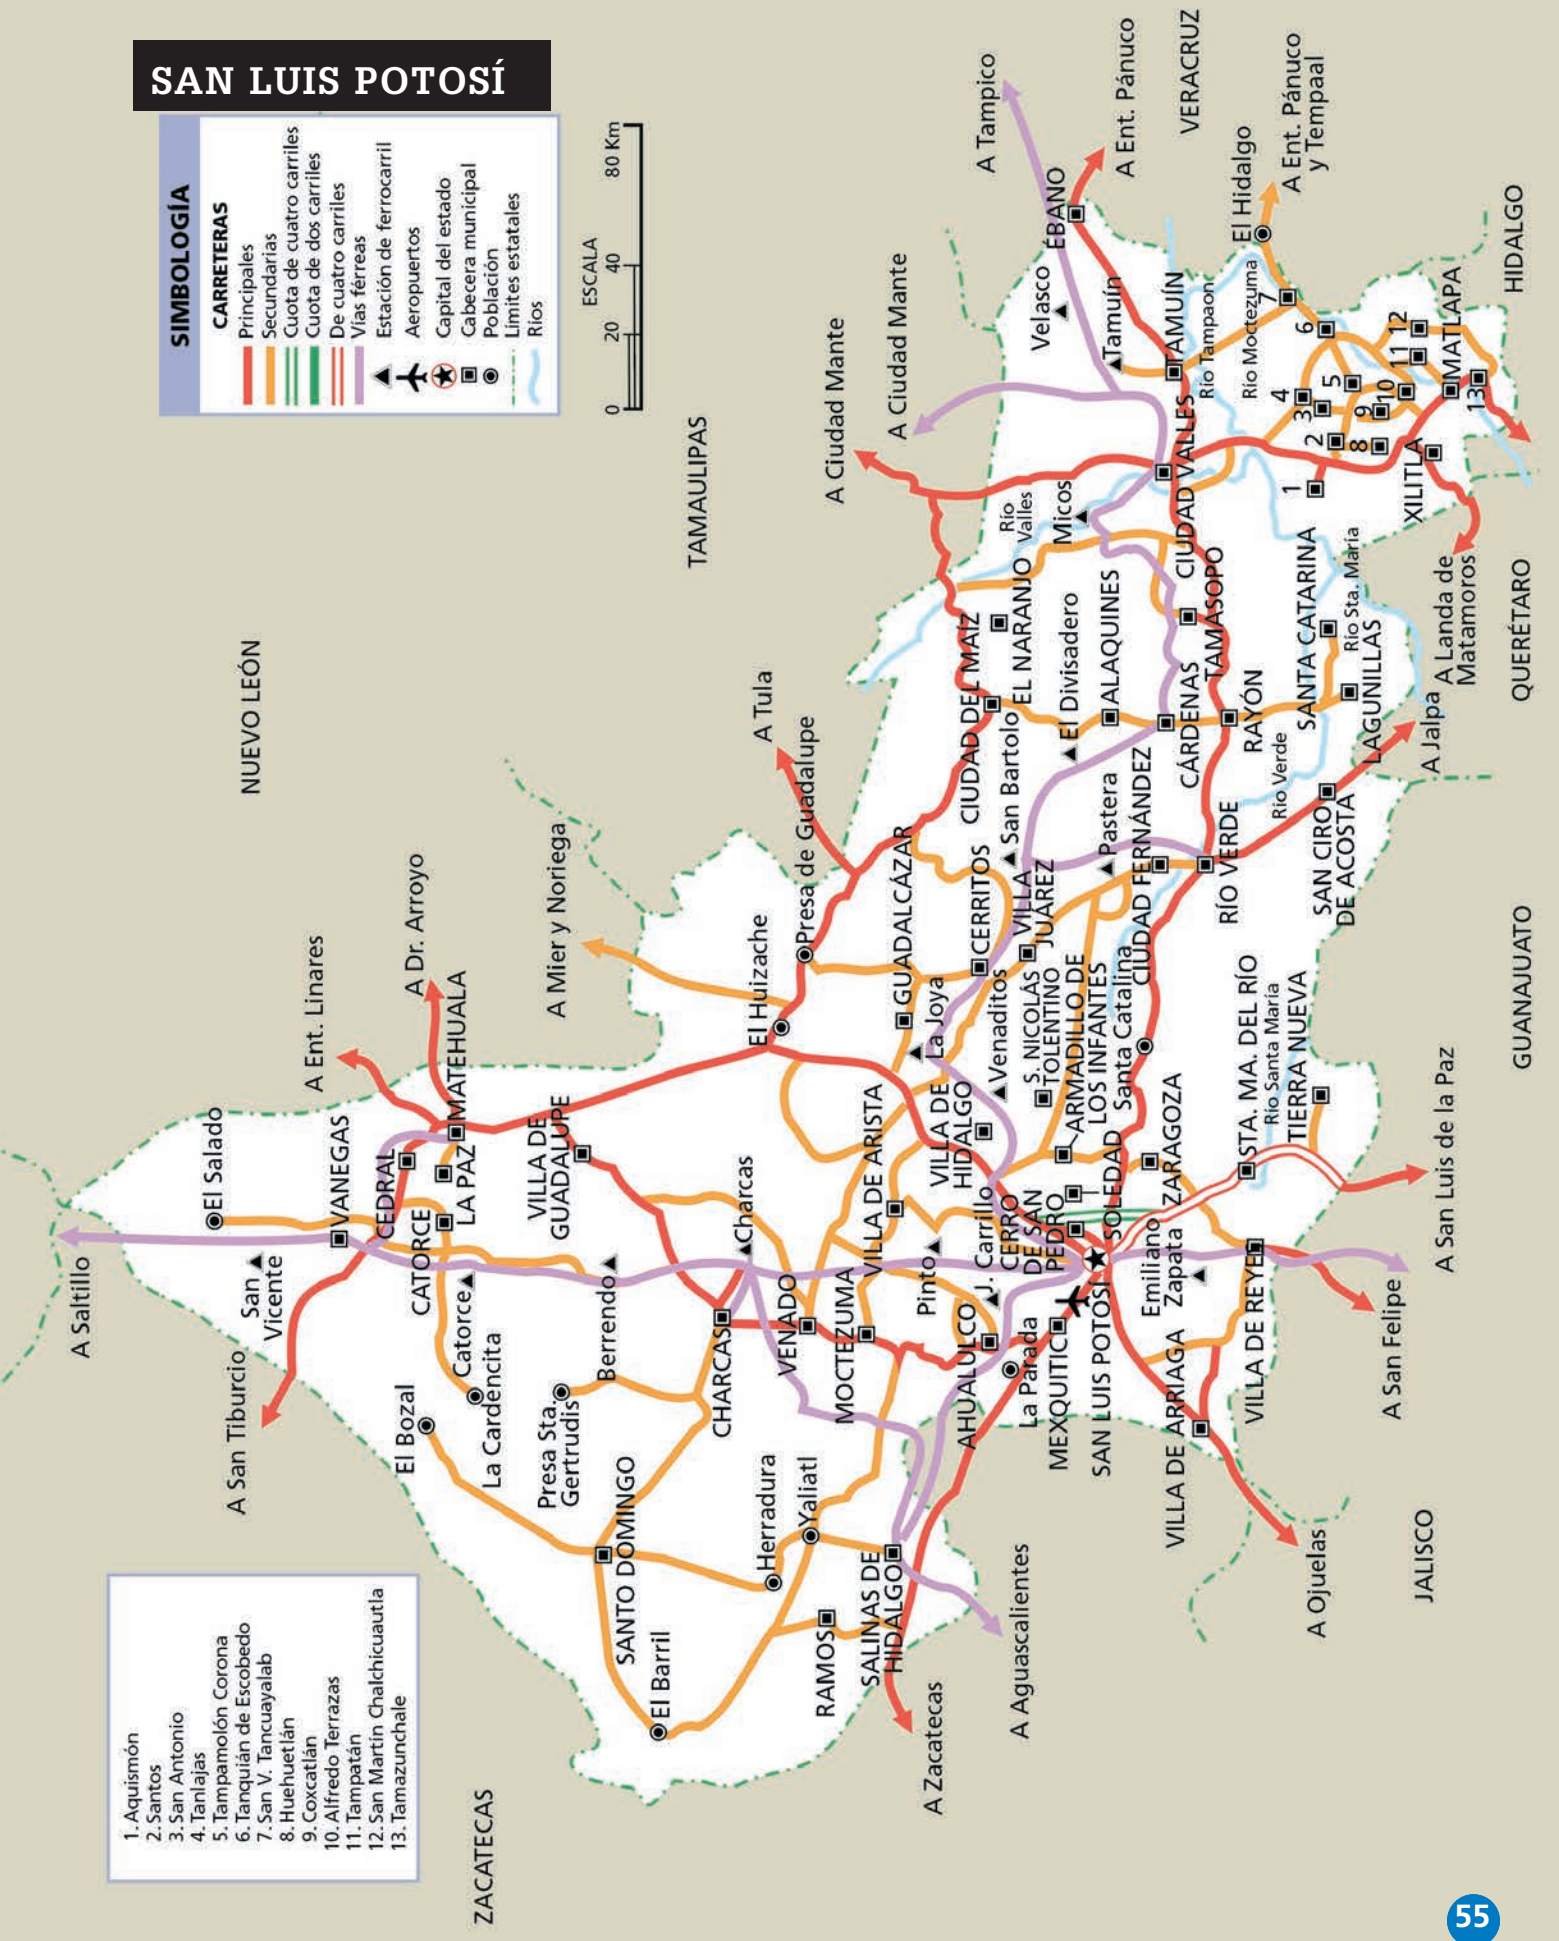 SAN LUIS POTOSÍ
SIMBOLOGÍA
CARRETERAS
Principales
Secundarias
Cuota de cuatro carriles
Cuota de dos carriles
De cuatro carriles
Vías férreas
Estación de ferrocarril
Aeropuertos
Capital del estado
Cabecera municipal
Población
Límites estatales
Ríos
ESCALA
0 20 40 80 Km
1. Aquismón
2. Santos
3. San Antonio
4. Tanlajas
5. Tampamolón Corona
6. Tanquián de Escobedo
7. San V. Tancuayalab
8. Huehuetlán
9. Coxcatlán
10. Alfredo Terrazas
11. Tampatán
12. San Martín Chalchicuautla
13. Tamazunchale
ZACATECAS
NUEVO LEÓN
TAMAULIPAS
VERACRUZ
HIDALGO
QUERÉTARO
GUANAJUATO
JALISCO
A Saltillo
A San Tiburcio
A Ent. Linares
A Dr. Arroyo
A Mier y Noriega
A Tula
A Ciudad Mante
A Ciudad Mante
A Tampico
A Ent. Pánuco
A Ent. Pánuco
y Tempaal
El Salado
San
Vicente
VANEGAS
CEDRAL
MATEHUALA
LA PAZ
CATORCE
Catorce
El Bozal
La Cardencita
VILLA DE
GUADALUPE
Presa Sta.
Gertrudis
Berrendo
Charcas
CHARCAS
SANTO DOMINGO
El Barril
Herradura
Yaliatl
RAMOS
SALINAS DE
HIDALGO
VENADO
MOCTEZUMA
VILLA DE ARISTA
El Huizache
Presa de Guadalupe
GUADALCÁZAR
La Joya
CERRITOS
Venaditos
VILLA
JUÁREZ
S. NICOLÁS
TOLENTINO
ARMADILLO DE
LOS INFANTES
Santa Catalina
VILLA DE
HIDALGO
Pinto
J. Carrillo
CERRO
DE SAN
PEDRO
SOLEDAD
AHUALULCO
La Parada
MEXQUITIC
SAN LUIS POTOSÍ
Emiliano
Zapata
ZARAGOZA
VILLA DE ARRIAGA
VILLA DE REYES
STA. MA. DEL RÍO
Río Santa María
TIERRA NUEVA
CIUDAD DEL MAÍZ
San Bartolo
EL NARANJO
El Divisadero
ALAQUINES
Pastera
CIUDAD FERNÁNDEZ
CÁRDENAS
RÍO VERDE
RAYÓN
Río Verde
SAN CIRO
DE ACOSTA
LAGUNILLAS
SANTA CATARINA
Río Sta. María
TAMASOPO
CIUDAD VALLES
Micos
Río
Valles
Velasco
ÉBANO
Tamuín
TAMUÍN
Río Tampaon
Río Moctezuma
El Hidalgo
XILITLA
MATLAPA
1
2
3
4
5
6
7
8
9
10
11
12
13
A Zacatecas
A Aguascalientes
A Ojuelas
A San Felipe
A San Luis de la Paz
A Jalpa
A Landa de
Matamoros
55